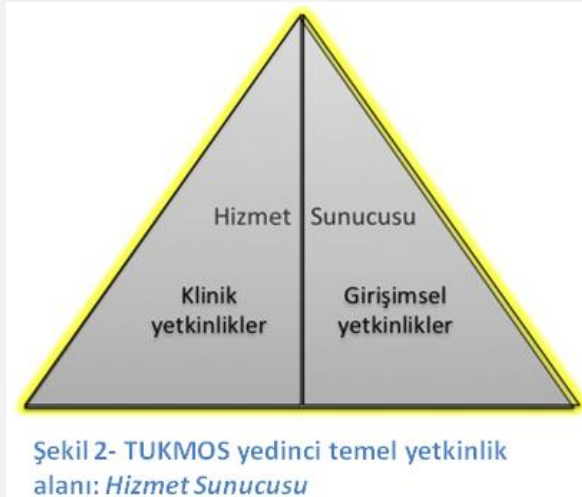 Hizmet Sunucusu
Klinik
yetkinlikler
Girişimsel
yetkinlikler
Şekil 2- TUKMOS yedinci temel yetkinlik
alanı: Hizmet Sunucusu